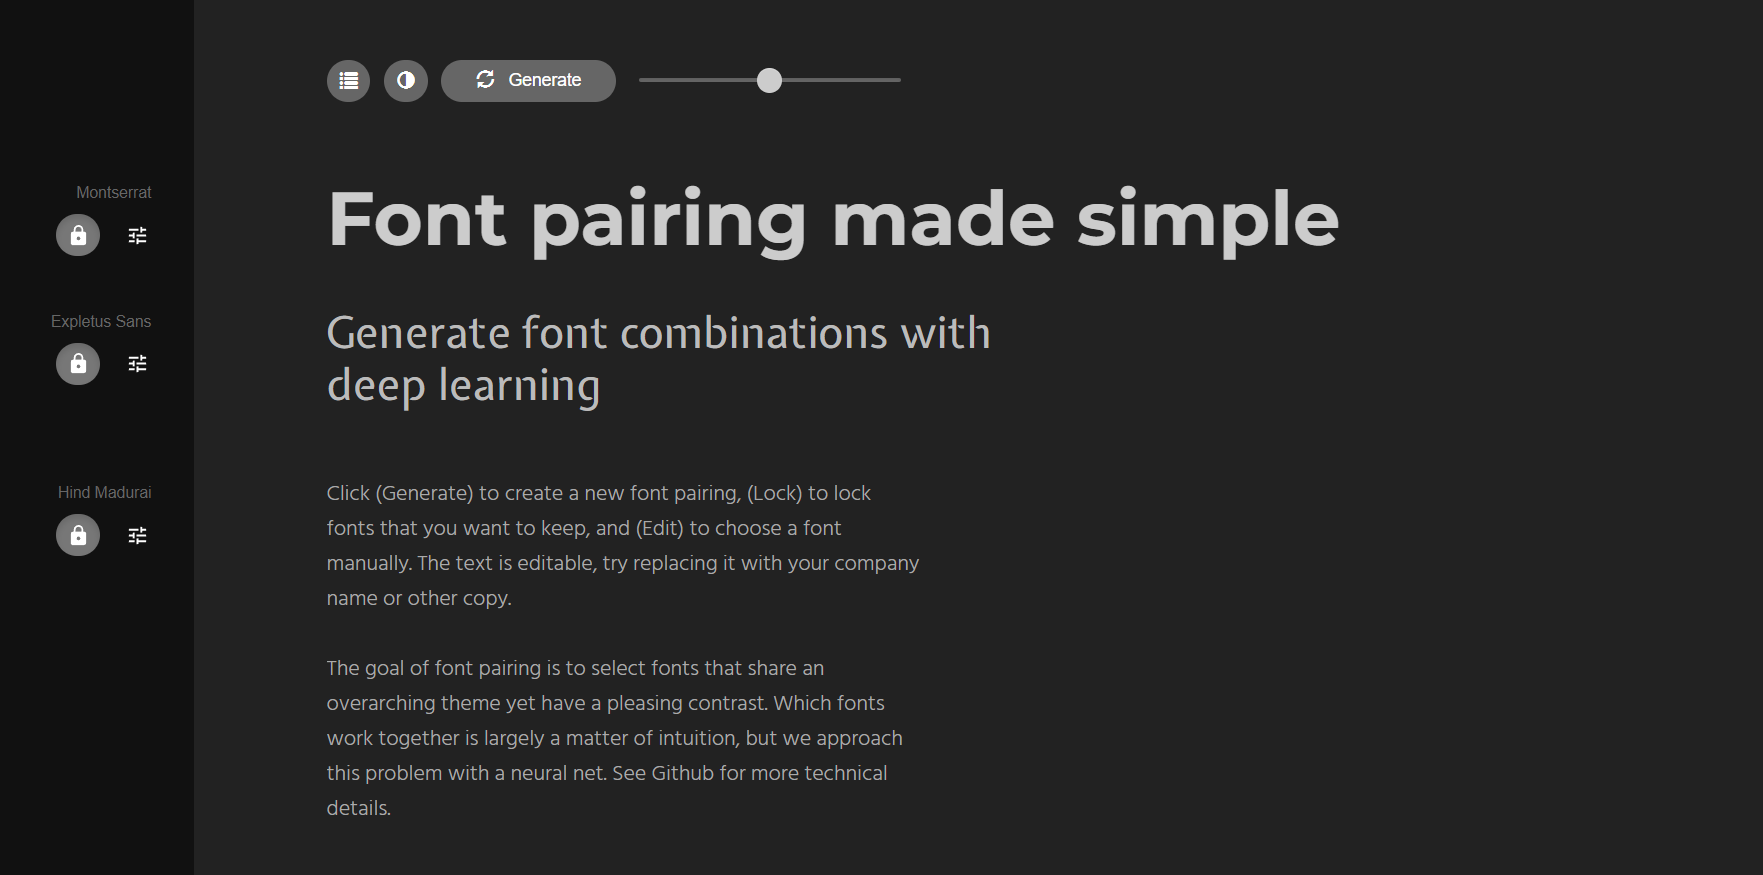 Generate
Montserrat
Font pairing made simple
Expletus Sans
Generate font combinations with
deep learning
Hind Madurai
Click (Generate) to create a new font pairing, (Lock) to lock
fonts that you want to keep, and (Edit) to choose a font
manually. The text is editable, try replacing it with your company
name or other copy.
The goal of font pairing is to select fonts that share an
overarching theme yet have a pleasing contrast. Which fonts
work together is largely a matter of intuition, but we approach
this problem with a neural net. See Github for more technical
details.